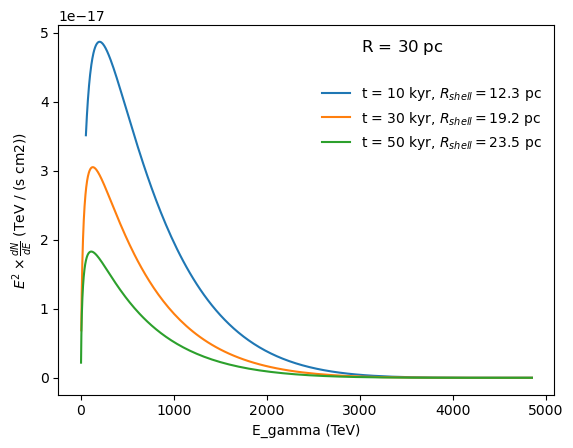 1e−17
R = 30 pc
t = 10 kyr, R_shell = 12.3 pc
t = 30 kyr, R_shell = 19.2 pc
t = 50 kyr, R_shell = 23.5 pc
E² × dN/dE (TeV / (s cm2))
5
4
3
2
1
0
0 1000 2000 3000 4000 5000
E_gamma (TeV)